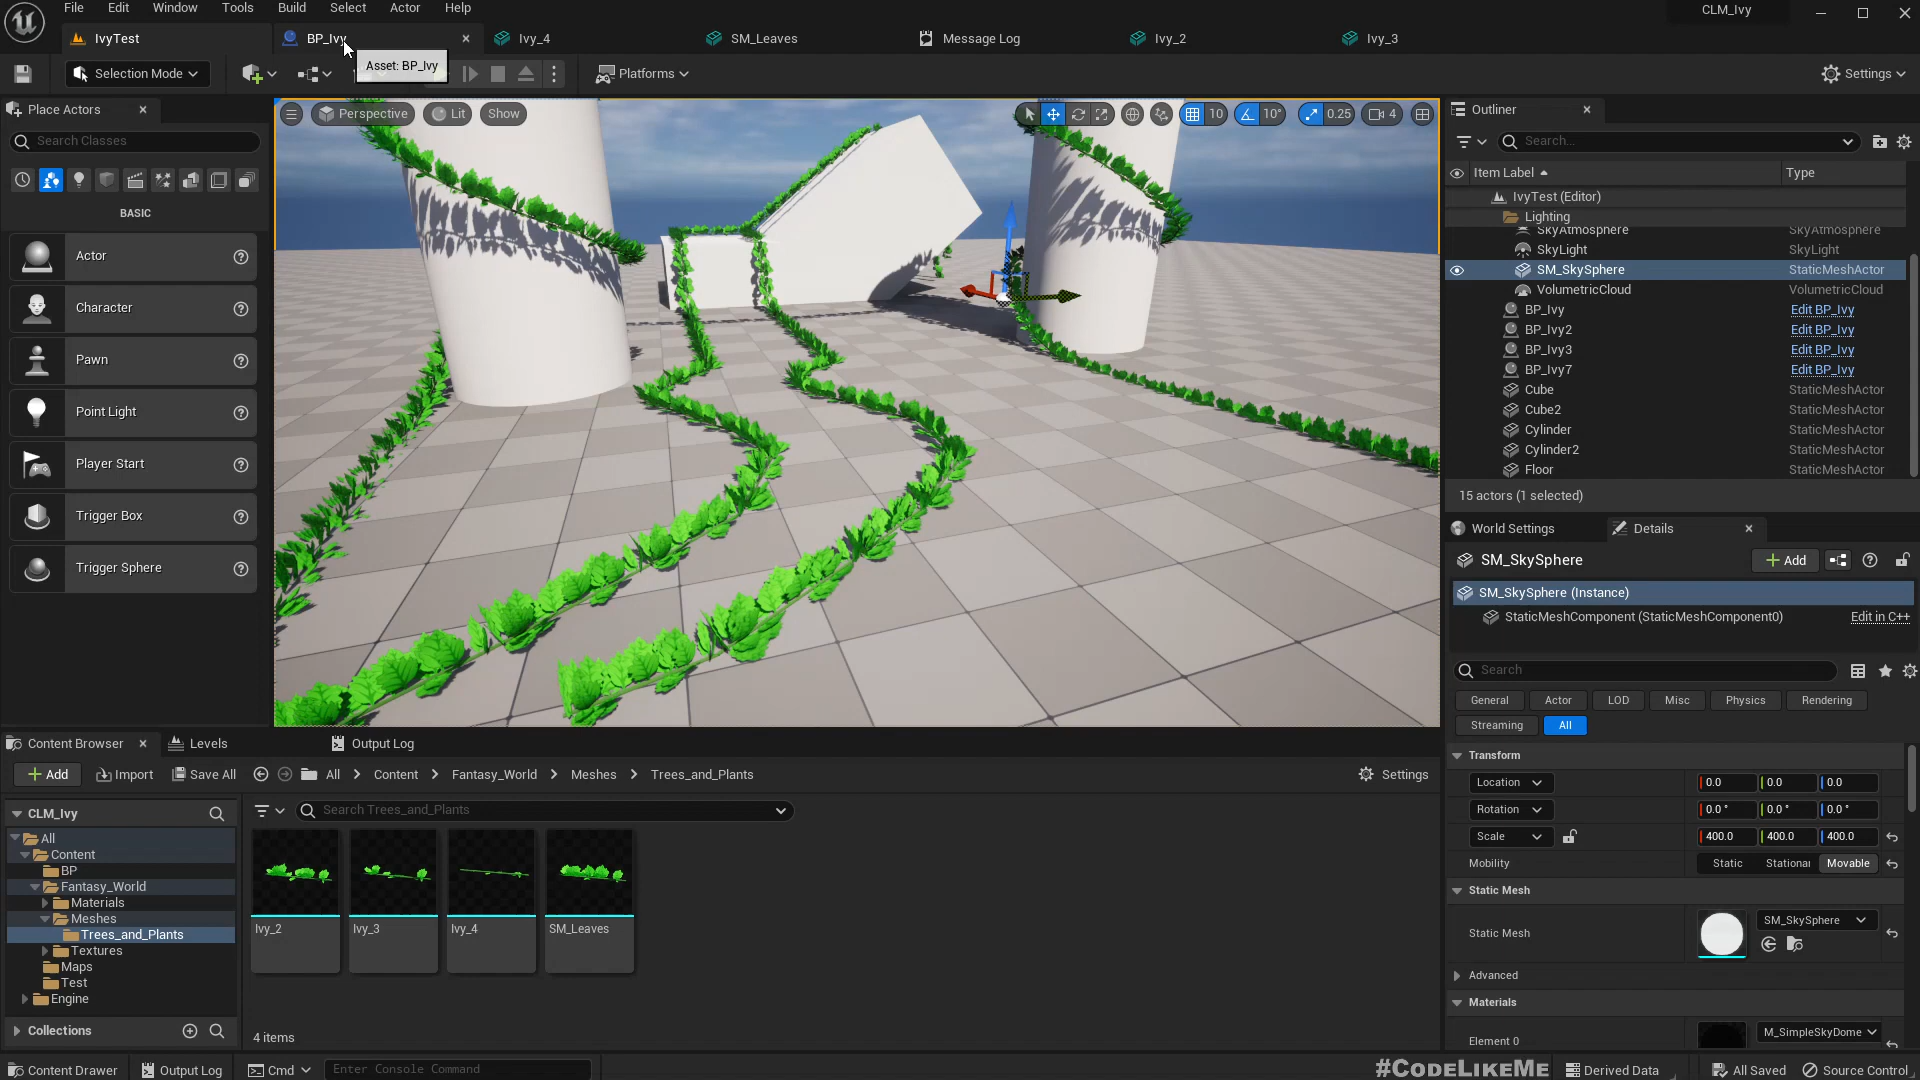 File Edit Window Tools Build Select Actor Help
CLM_Ivy
IvyTest
BP_Ivy
Ivy_4
SM_Leaves
Message Log
Ivy_2
Ivy_3
Asset: BP_Ivy
Selection Mode
Platforms
Settings
Place Actors
Search Classes
BASIC
Actor
Character
Pawn
Point Light
Player Start
Trigger Box
Trigger Sphere
Perspective
Lit
Show
10
10°
0.25
4
Outliner
Search...
Item Label
Type
IvyTest (Editor)
Lighting
SkyAtmosphere SkyAtmosphere
SkyLight SkyLight
SM_SkySphere StaticMeshActor
VolumetricCloud VolumetricCloud
BP_Ivy Edit BP_Ivy
BP_Ivy2 Edit BP_Ivy
BP_Ivy3 Edit BP_Ivy
BP_Ivy7 Edit BP_Ivy
Cube StaticMeshActor
Cube2 StaticMeshActor
Cylinder StaticMeshActor
Cylinder2 StaticMeshActor
Floor StaticMeshActor
15 actors (1 selected)
World Settings
Details
SM_SkySphere
Add
SM_SkySphere (Instance)
StaticMeshComponent (StaticMeshComponent0)
Edit in C++
Search
General Actor LOD Misc Physics Rendering
Streaming All
Transform
Location 0.0 0.0 0.0
Rotation 0.0° 0.0° 0.0°
Scale 400.0 400.0 400.0
Mobility Static Stationar Movable
Static Mesh
Static Mesh SM_SkySphere
Advanced
Materials
Element 0 M_SimpleSkyDome
Content Browser
Levels
Output Log
Add
Import
Save All
All > Content > Fantasy_World > Meshes > Trees_and_Plants
Settings
CLM_Ivy
Search Trees_and_Plants
All
Content
BP
Fantasy_World
Materials
Meshes
Trees_and_Plants
Textures
Maps
Test
Engine
Collections
Ivy_2
Ivy_3
Ivy_4
SM_Leaves
4 items
Content Drawer
Output Log
Cmd
Enter Console Command
#CODELIKEME
Derived Data
All Saved
Source Control